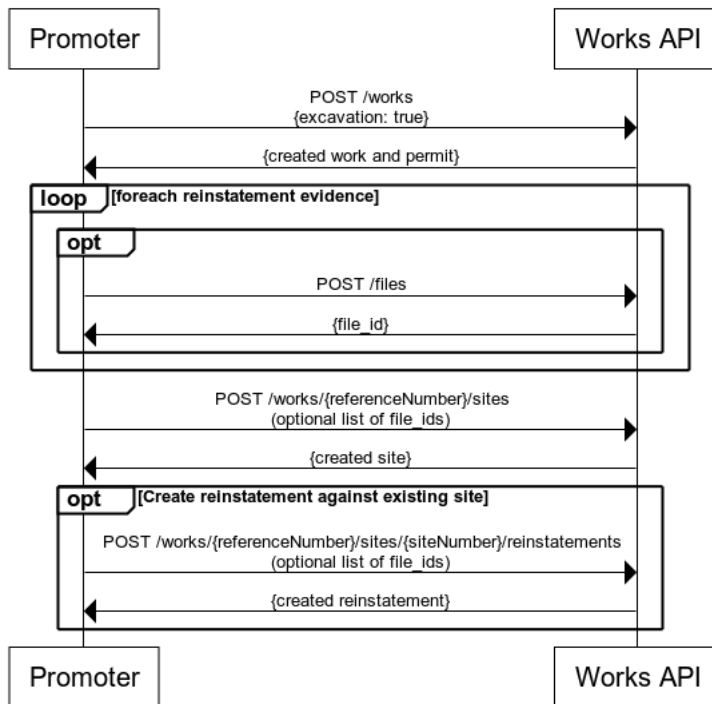 Promoter
Works API
POST /works
{excavation: true}
{created work and permit}
loop
[foreach reinstatement evidence]
opt
POST /files
{file_id}
POST /works/{referenceNumber}/sites
(optional list of file_ids)
{created site}
opt
[Create reinstatement against existing site]
POST /works/{referenceNumber}/sites/{siteNumber}/reinstatements
(optional list of file_ids)
{created reinstatement}
Promoter
Works API